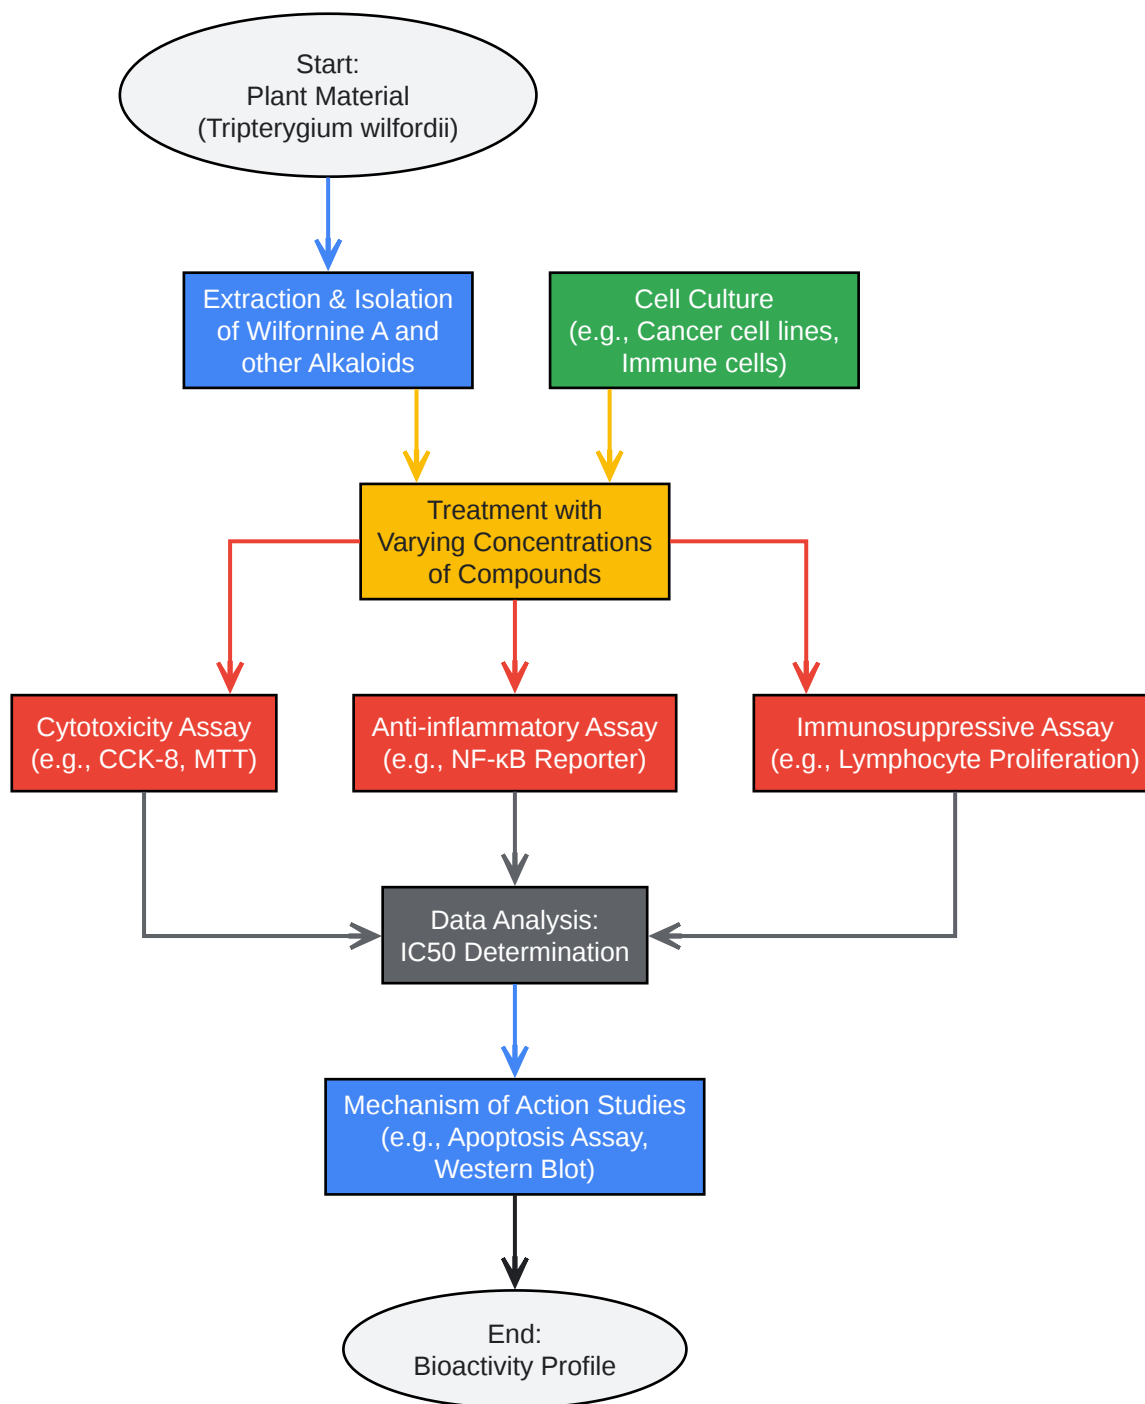 Start:
Plant Material
(Tripterygium wilfordii)
Extraction & Isolation
of Wilfornine A and
other Alkaloids
Cell Culture
(e.g., Cancer cell lines,
Immune cells)
Treatment with
Varying Concentrations
of Compounds
Cytotoxicity Assay
(e.g., CCK-8, MTT)
Anti-inflammatory Assay
(e.g., NF-κB Reporter)
Immunosuppressive Assay
(e.g., Lymphocyte Proliferation)
Data Analysis:
IC50 Determination
Mechanism of Action Studies
(e.g., Apoptosis Assay,
Western Blot)
End:
Bioactivity Profile